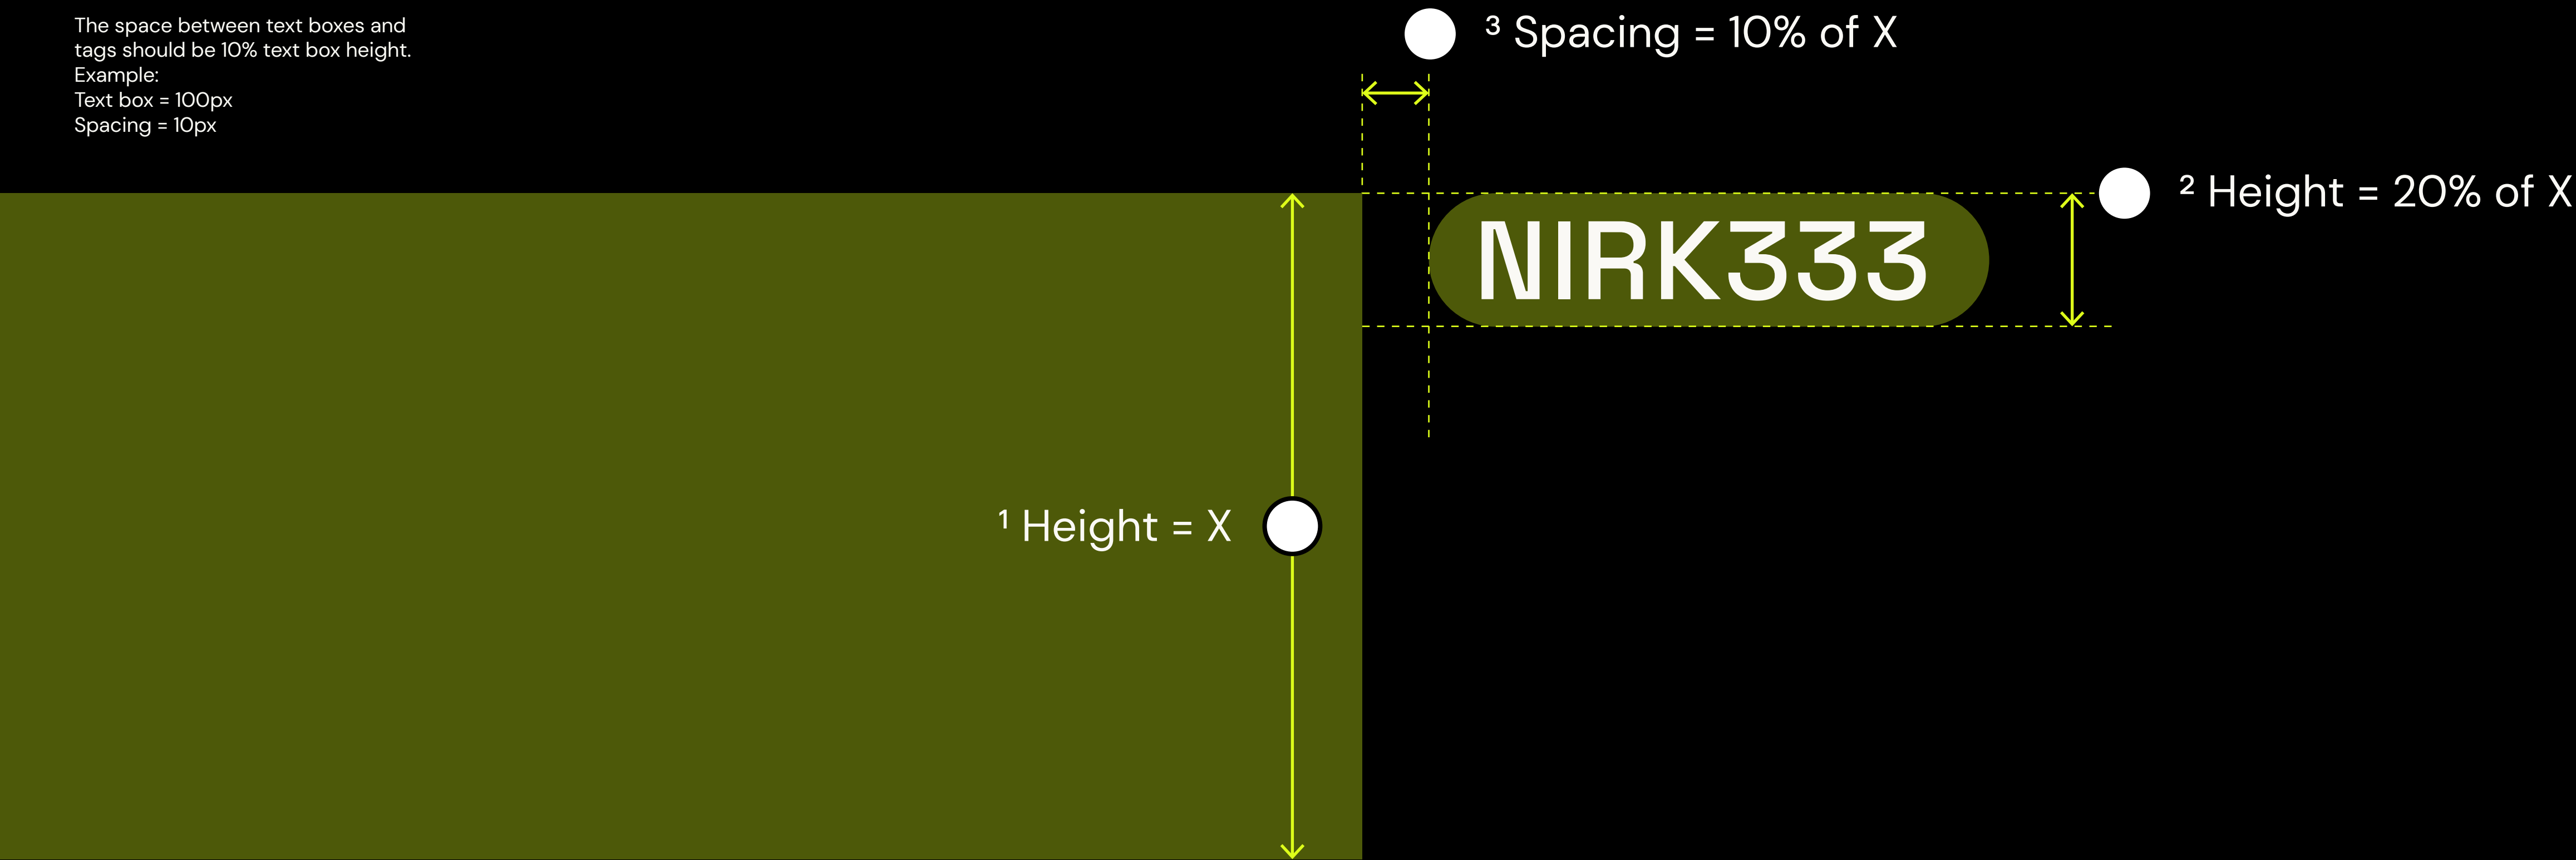 The space between text boxes and
tags should be 10% text box height.
Example:
Text box = 100px
Spacing = 10px
³ Spacing = 10% of X
² Height = 20% of X
NIRK333
¹ Height = X